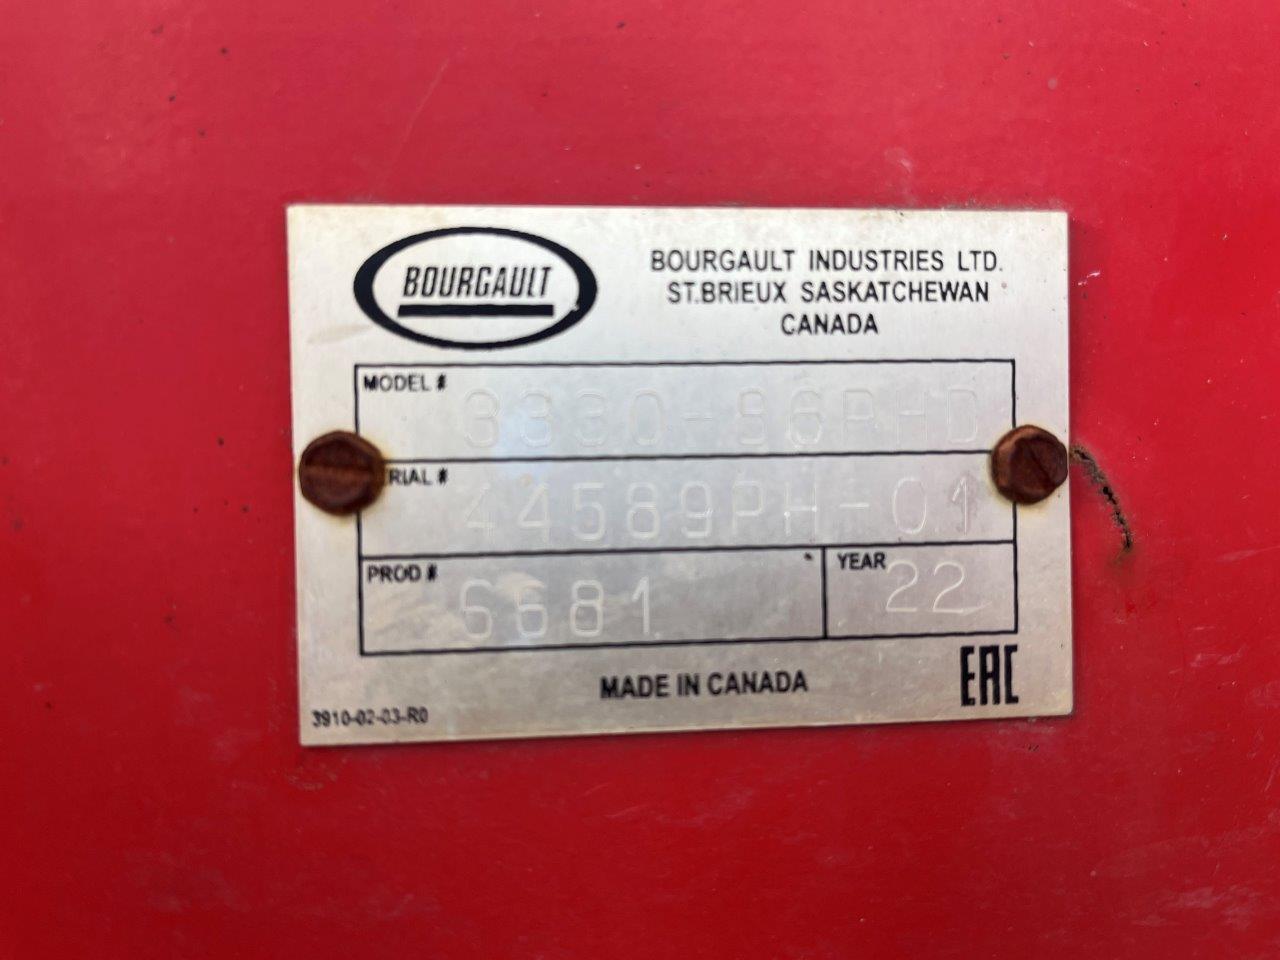 BOURGAULT
BOURGAULT INDUSTRIES LTD.
ST.BRIEUX SASKATCHEWAN
CANADA
MODEL # 3330-96PHD
RIAL # 44589PH-01
PROD # 6681
YEAR 22
MADE IN CANADA
EAC
3910-02-03-R0